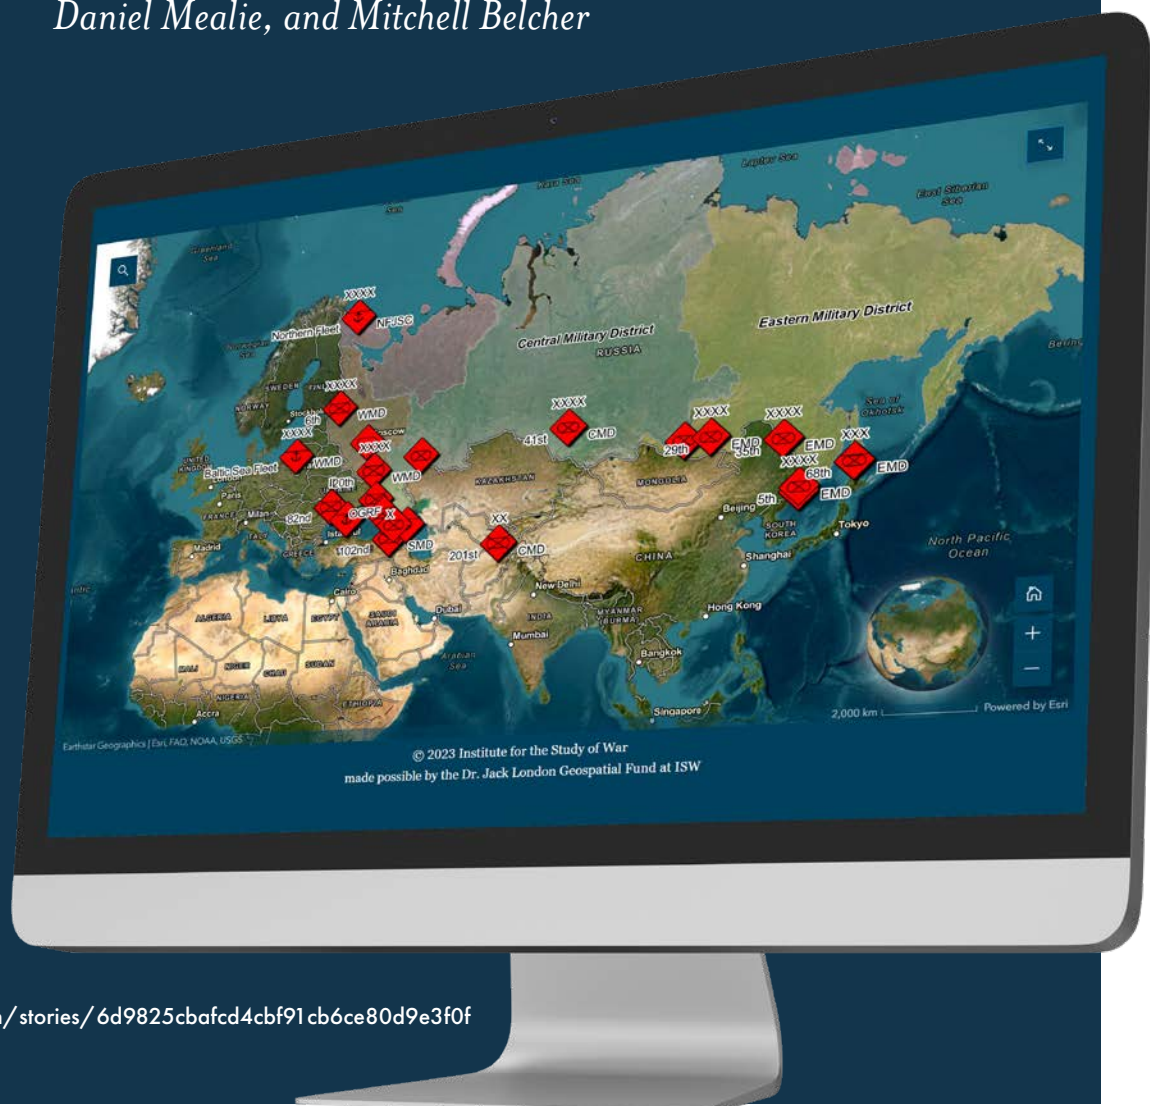 Daniel Mealie, and Mitchell Belcher
Laptev Sea
Kara Sea
Sea
East Siberian
Sea
Greenland
Sea
XXXX
Northern Fleet
NFJSC
Eastern Military District
Central Military District
RUSSIA
Norwegian
Sea
SWEDEN
XXXX
NORWAY
6th
WMD
Sea of
Okhotsk
XXXX
XXXX
XXXX
XXXX
XXXX
XXX
41st
CMD
29th
EMD
35th
EMD
EMD
UNITED
KINGDOM
London
Baltic Sea Fleet
WMD
XXXX
WMD
20th
KAZAKHSTAN
MONGOLIA
XXXX
68th
5th
EMD
Paris
FRANCE
Milan
ITALY
82nd
OGRF
X
XX
Beijing
SOUTH
KOREA
Tokyo
Madrid
GREECE
102nd
SMD
201st
CMD
CHINA
Shanghai
North Pacific
Ocean
Baghdad
Cairo
New Delhi
ALGERIA
LIBYA
EGYPT
SAUDI
ARABIA
Dubai
INDIA
MYANMAR
(BURMA)
Hong Kong
Mumbai
Arabian
Sea
Bangkok
MALI
NIGER
CHAD
SUDAN
NIGERIA
ETHIOPIA
Accra
Singapore
+
−
2,000 km
Powered by Esri
Earthstar Geographics | Esri, FAO, NOAA, USGS
© 2023 Institute for the Study of War
made possible by the Dr. Jack London Geospatial Fund at ISW
/stories/6d9825cbafcd4cbf91cb6ce80d9e3f0f